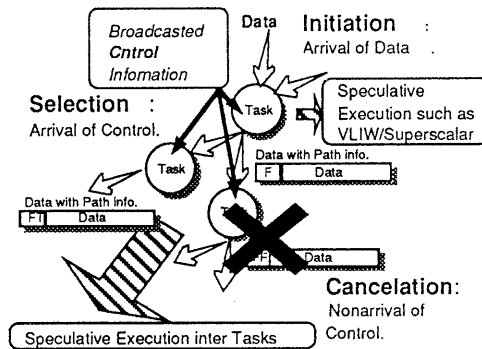 Broadcasted
Cntrol
Infomation
Data
Initiation :
Arrival of Data .
Selection :
Arrival of Control.
Task
Speculative
Execution such as
VLIW/Superscalar
Task
Data with Path info.
F Data
Data with Path info.
FT Data
Data
Cancelation:
Nonarrival of
Control.
Speculative Execution inter Tasks